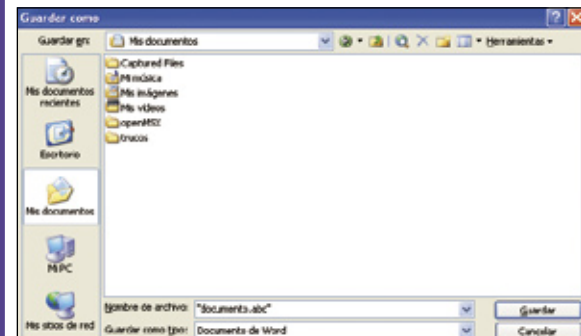 Guardar como
Guardar en:
Mis documentos
Herramientas
Mis documentos
recientes
Escritorio
Mis documentos
Mi PC
Mis sitios de red
Captured Files
Mi música
Mis imágenes
Mis vídeos
openMSX
trucos
Nombre de archivo:
"documento.abc"
Guardar
Guardar como tipo:
Documento de Word
Cancelar